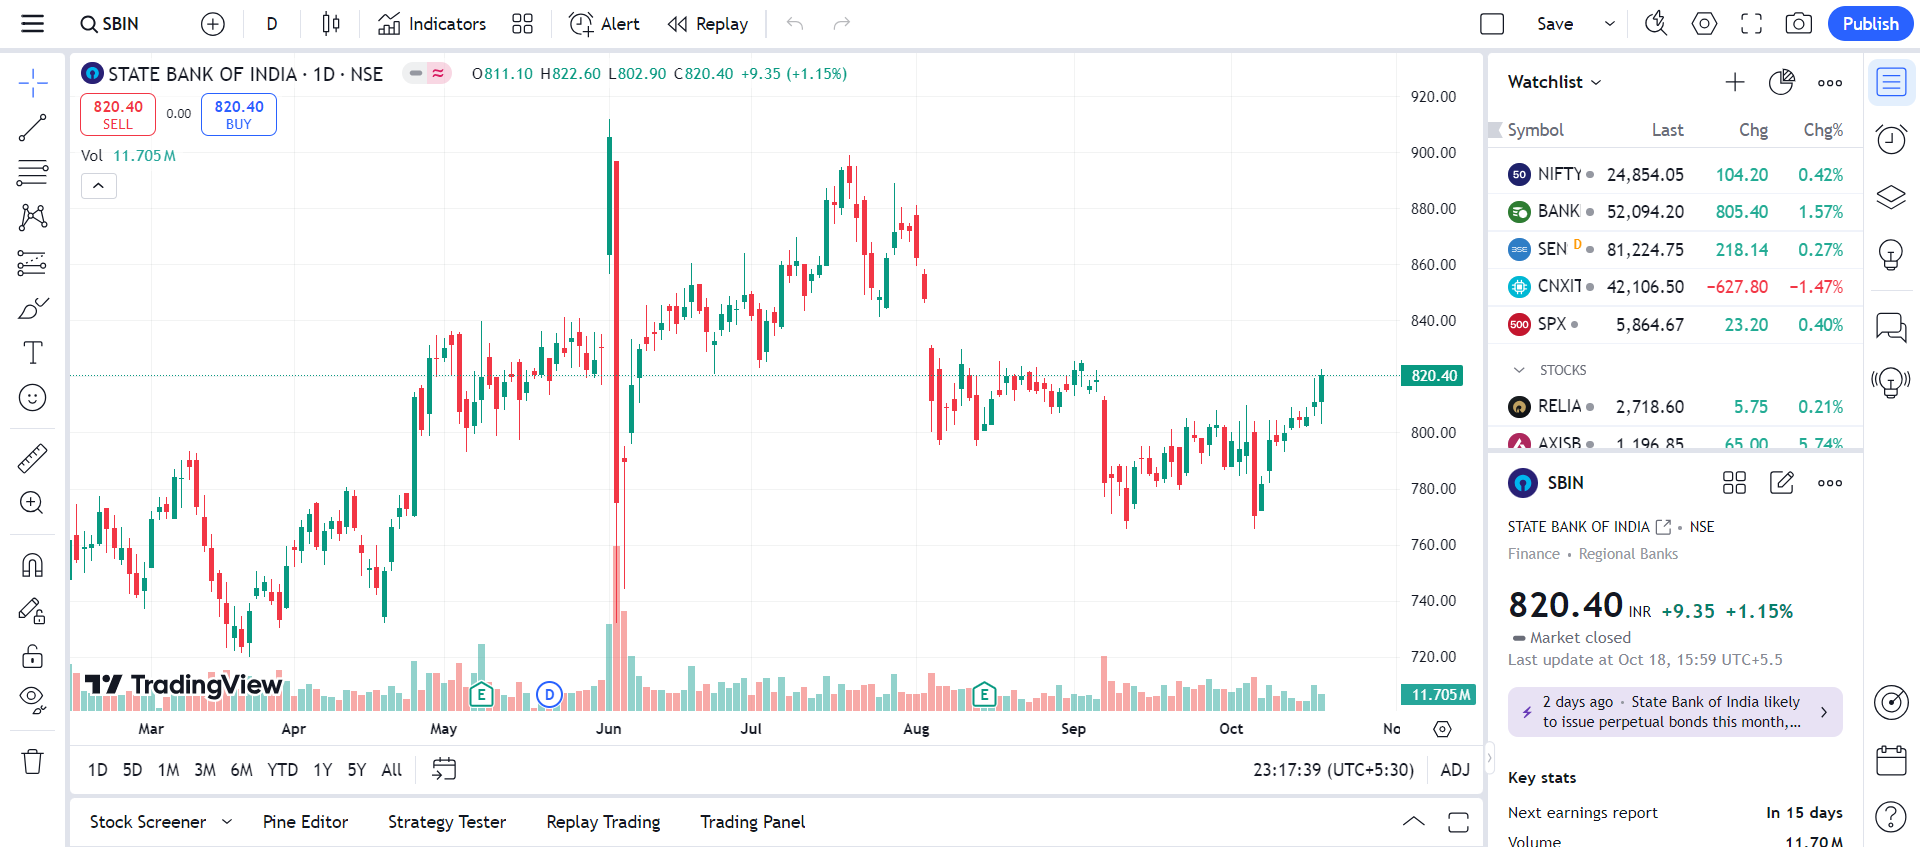 SBIN
D
Indicators
Alert
Replay
Save
Publish
STATE BANK OF INDIA · 1D · NSE
O811.10 H822.60 L802.90 C820.40 +9.35 (+1.15%)
820.40
SELL
0.00
820.40
BUY
Vol 11.705 M
920.00
900.00
880.00
860.00
840.00
820.40
800.00
780.00
760.00
740.00
720.00
11.705 M
TradingView
E
D
E
Mar
Apr
May
Jun
Jul
Aug
Sep
Oct
No
1D 5D 1M 3M 6M YTD 1Y 5Y All
23:17:39 (UTC+5:30)
ADJ
Stock Screener
Pine Editor
Strategy Tester
Replay Trading
Trading Panel
Watchlist
Symbol Last Chg Chg%
50 NIFTY 24,854.05 104.20 0.42%
BANK 52,094.20 805.40 1.57%
BSE SEN D 81,224.75 218.14 0.27%
CNXIT 42,106.50 −627.80 −1.47%
500 SPX 5,864.67 23.20 0.40%
STOCKS
RELIA 2,718.60 5.75 0.21%
AXISB 1,196.85 65.00 5.74%
SBIN
STATE BANK OF INDIA • NSE
Finance • Regional Banks
820.40 INR +9.35 +1.15%
Market closed
Last update at Oct 18, 15:59 UTC+5.5
2 days ago · State Bank of India likely
to issue perpetual bonds this month,...
Key stats
Next earnings report In 15 days
Volume 11.70 M